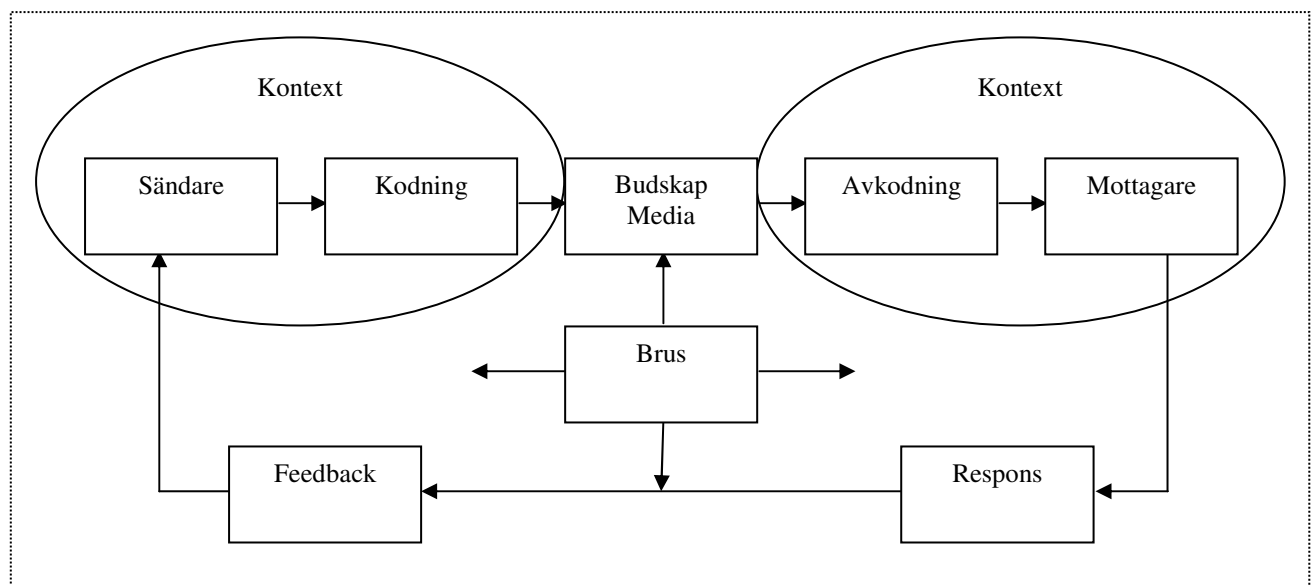 Kontext
Kontext
Sändare
Kodning
Budskap
Media
Avkodning
Mottagare
Brus
Feedback
Respons